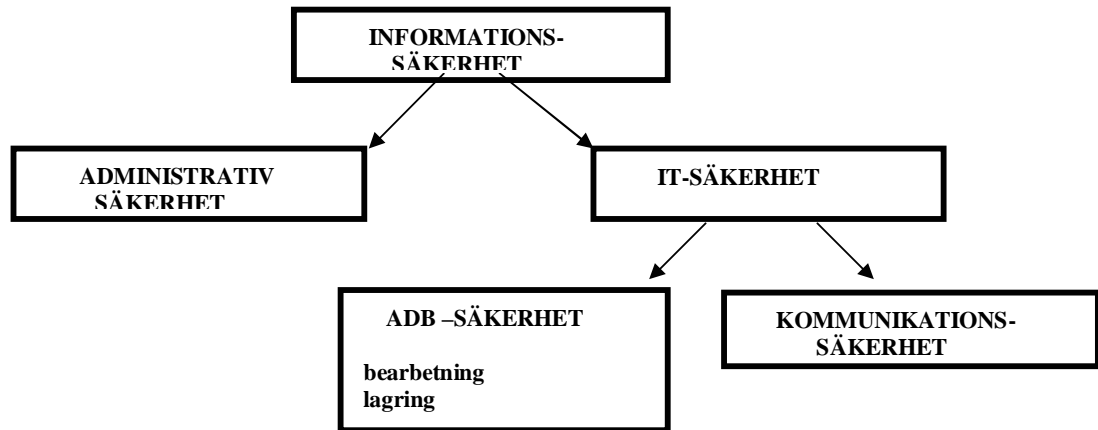 INFORMATIONS-
SÄKERHET
ADMINISTRATIV
SÄKERHET
IT-SÄKERHET
ADB –SÄKERHET
bearbetning
lagring
KOMMUNIKATIONS-
SÄKERHET